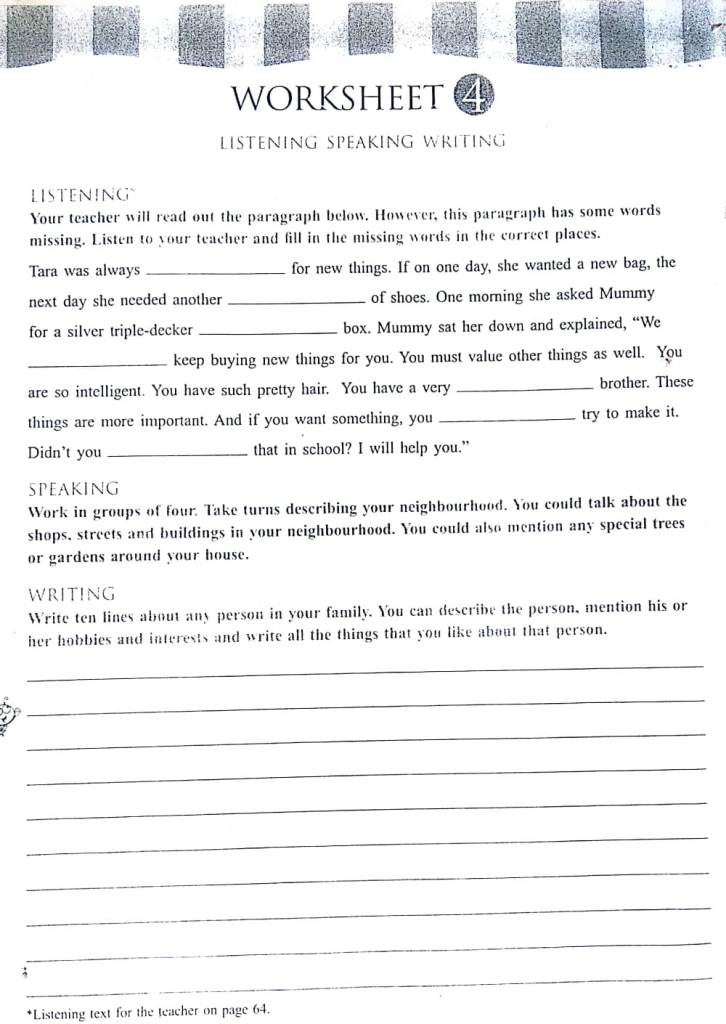 WORKSHEET 4
LISTENING SPEAKING WRITING
LISTENING*
Your teacher will read out the paragraph below. However, this paragraph has some words
missing. Listen to your teacher and fill in the missing words in the correct places.
Tara was always ____________ for new things. If on one day, she wanted a new bag, the
next day she needed another ____________ of shoes. One morning she asked Mummy
for a silver triple-decker ____________ box. Mummy sat her down and explained, “We
____________ keep buying new things for you. You must value other things as well. You
are so intelligent. You have such pretty hair. You have a very ____________ brother. These
things are more important. And if you want something, you ____________ try to make it.
Didn’t you ____________ that in school? I will help you.”
SPEAKING
Work in groups of four. Take turns describing your neighbourhood. You could talk about the
shops, streets and buildings in your neighbourhood. You could also mention any special trees
or gardens around your house.
WRITING
Write ten lines about any person in your family. You can describe the person, mention his or
her hobbies and interests and write all the things that you like about that person.
*Listening text for the teacher on page 64.